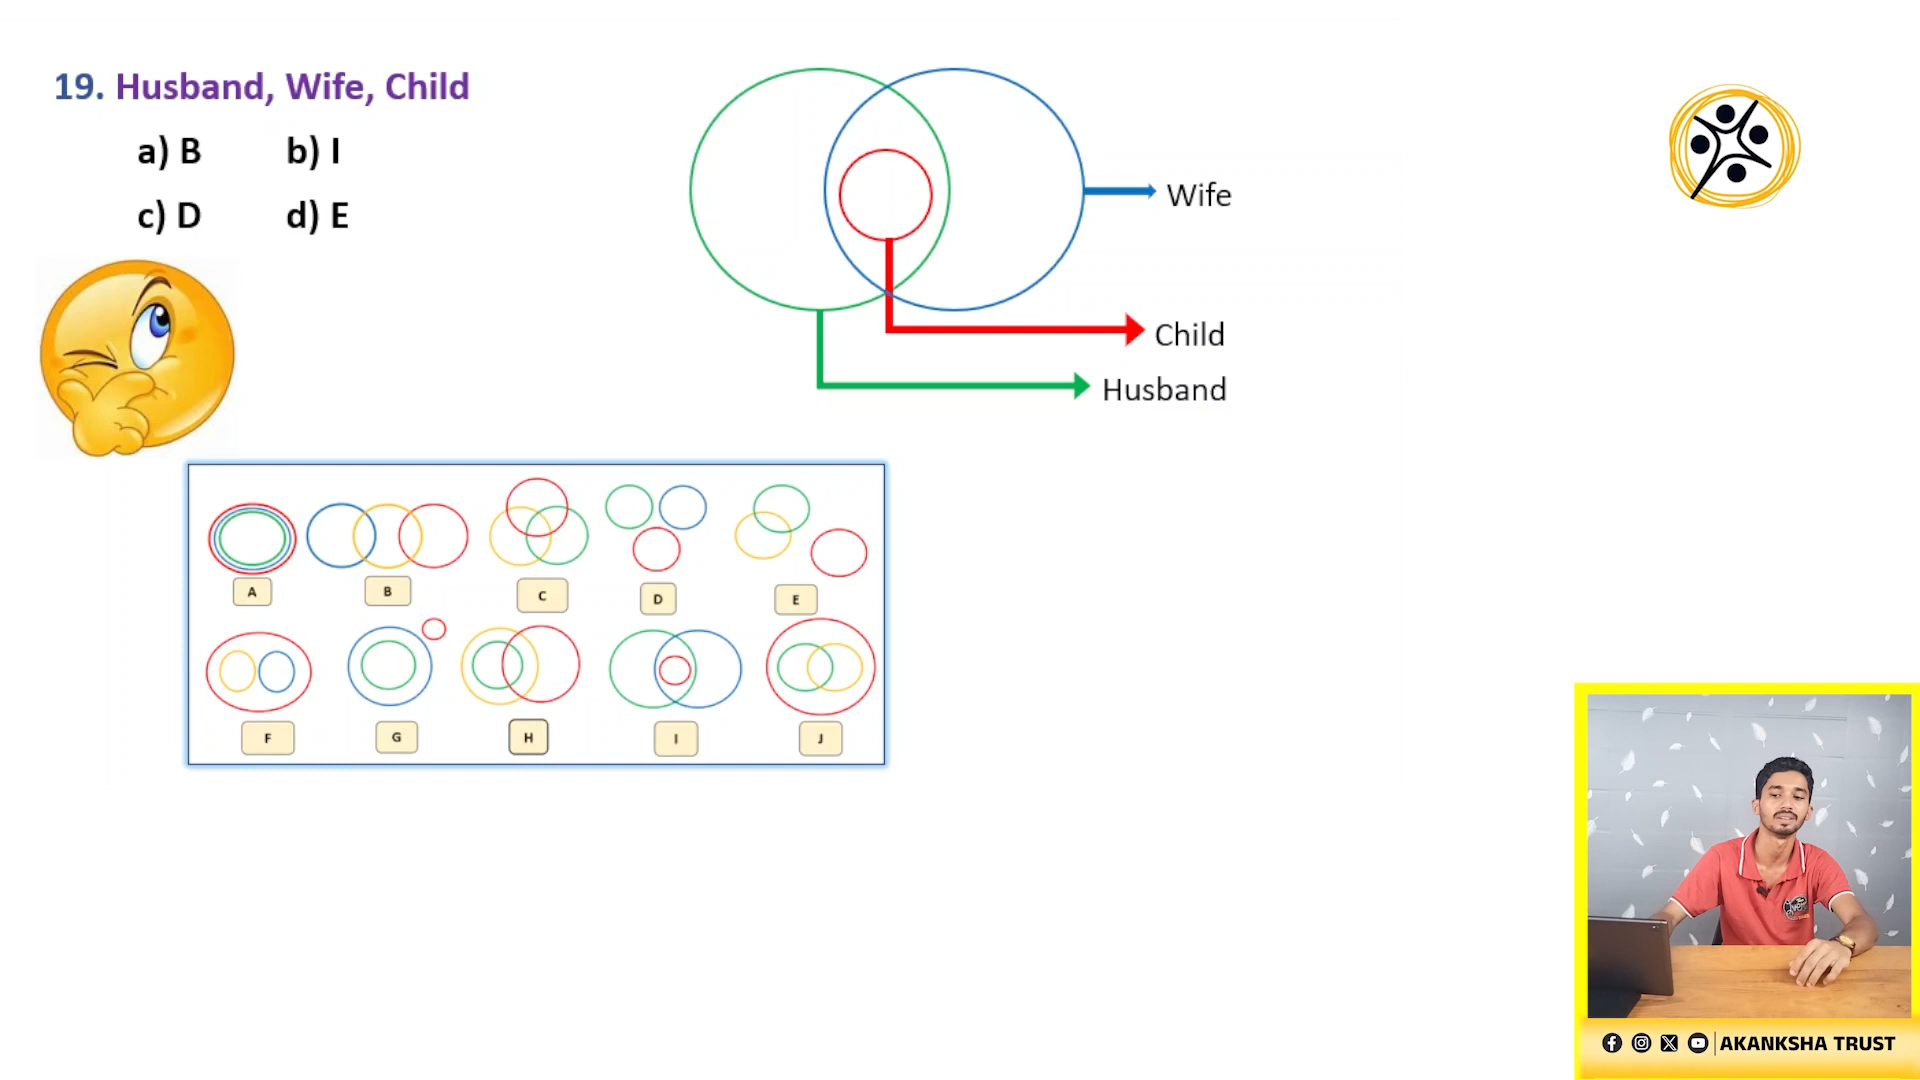 19. Husband, Wife, Child
a) B b) I
c) D d) E
Wife
Child
Husband
A B C D E
F G H I J
AKANKSHA TRUST